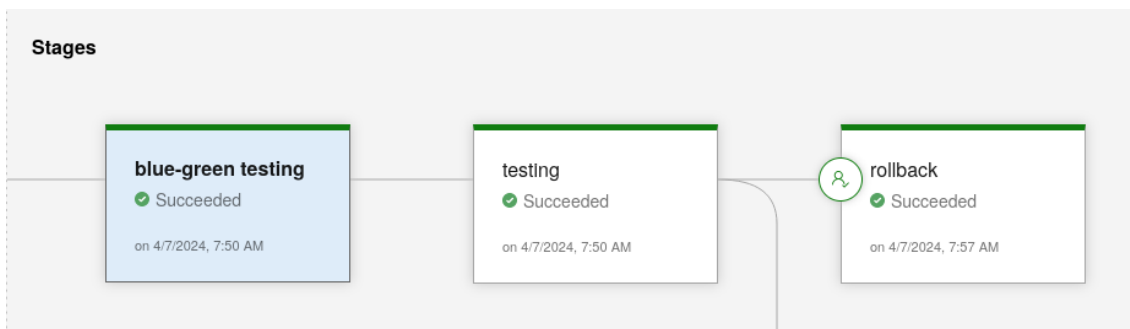 Stages
blue-green testing
Succeeded
on 4/7/2024, 7:50 AM
testing
Succeeded
on 4/7/2024, 7:50 AM
rollback
Succeeded
on 4/7/2024, 7:57 AM